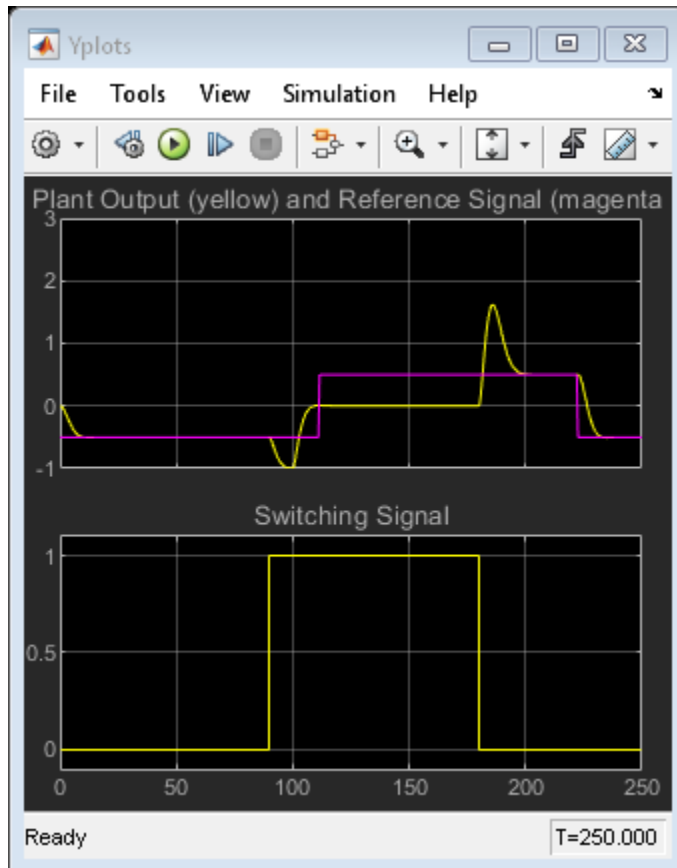 Yplots
File Tools View Simulation Help
Plant Output (yellow) and Reference Signal (magenta
3
2
1
0
-1
Switching Signal
1
0.5
0
0 50 100 150 200 250
Ready T=250.000